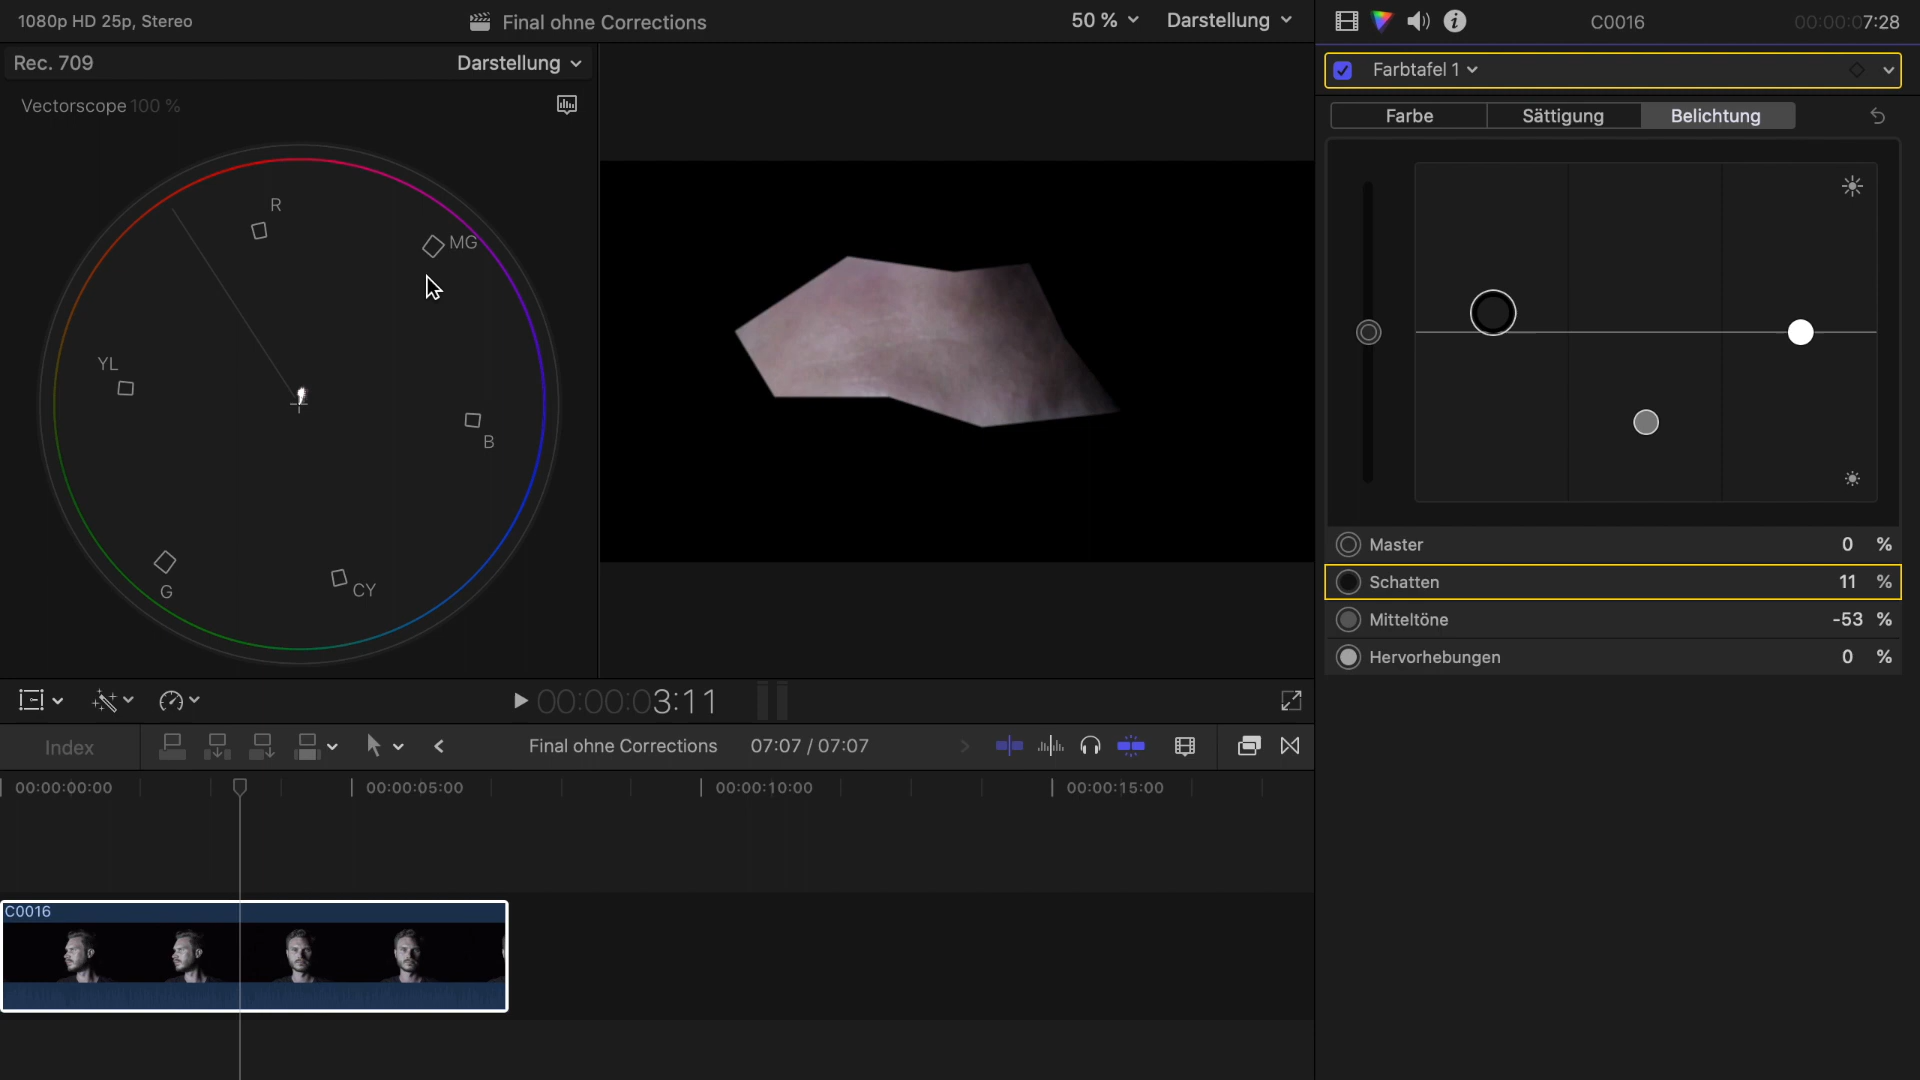 1080p HD 25p, Stereo
Final ohne Corrections
50 %
Darstellung
C0016
00:00:07:28
Rec. 709
Darstellung
Farbtafel 1
Vectorscope 100 %
Farbe
Sättigung
Belichtung
R
MG
YL
B
G
CY
Master 0 %
Schatten 11 %
Mitteltöne -53 %
Hervorhebungen 0 %
00:00:03:11
Index
Final ohne Corrections
07:07 / 07:07
00:00:00:00
00:00:05:00
00:00:10:00
00:00:15:00
C0016